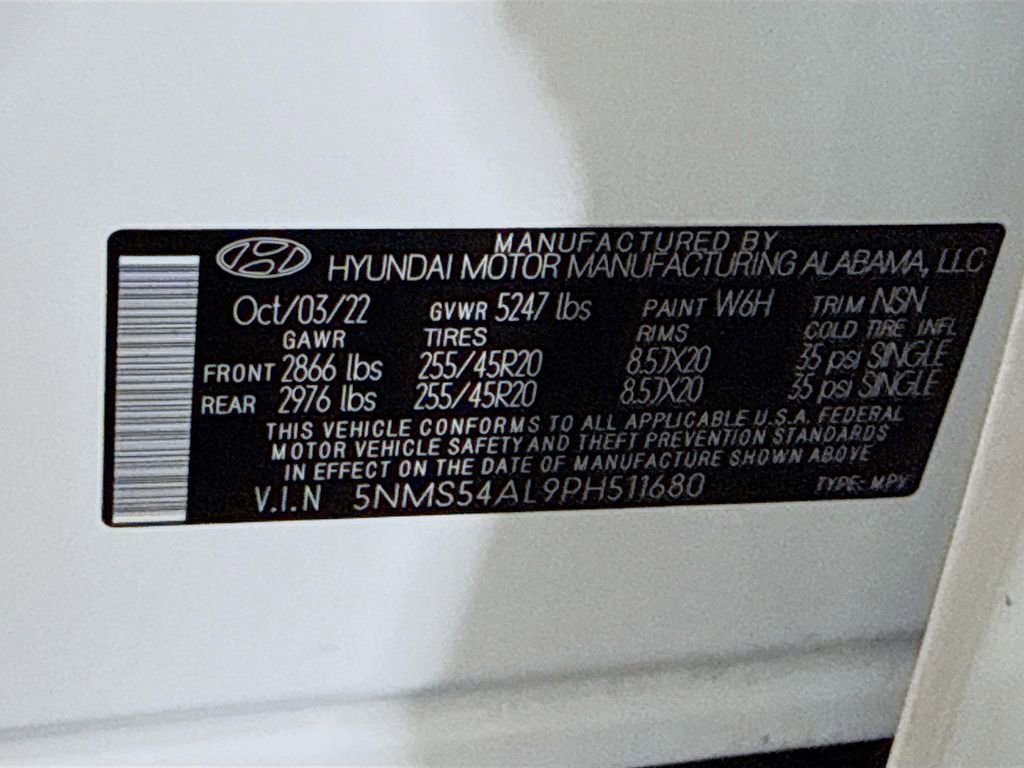 MANUFACTURED BY
HYUNDAI MOTOR MANUFACTURING ALABAMA, LLC
Oct/03/22 GVWR 5247 lbs PAINT W6H TRIM NSN
GAWR TIRES RIMS COLD TIRE INFL
FRONT 2866 lbs 255/45R20 8.5JX20 35 psi SINGLE
REAR 2976 lbs 255/45R20 8.5JX20 35 psi SINGLE
THIS VEHICLE CONFORMS TO ALL APPLICABLE U.S.A. FEDERAL
MOTOR VEHICLE SAFETY AND THEFT PREVENTION STANDARDS
IN EFFECT ON THE DATE OF MANUFACTURE SHOWN ABOVE
V.I.N 5NMS54AL9PH511680 TYPE: MPV